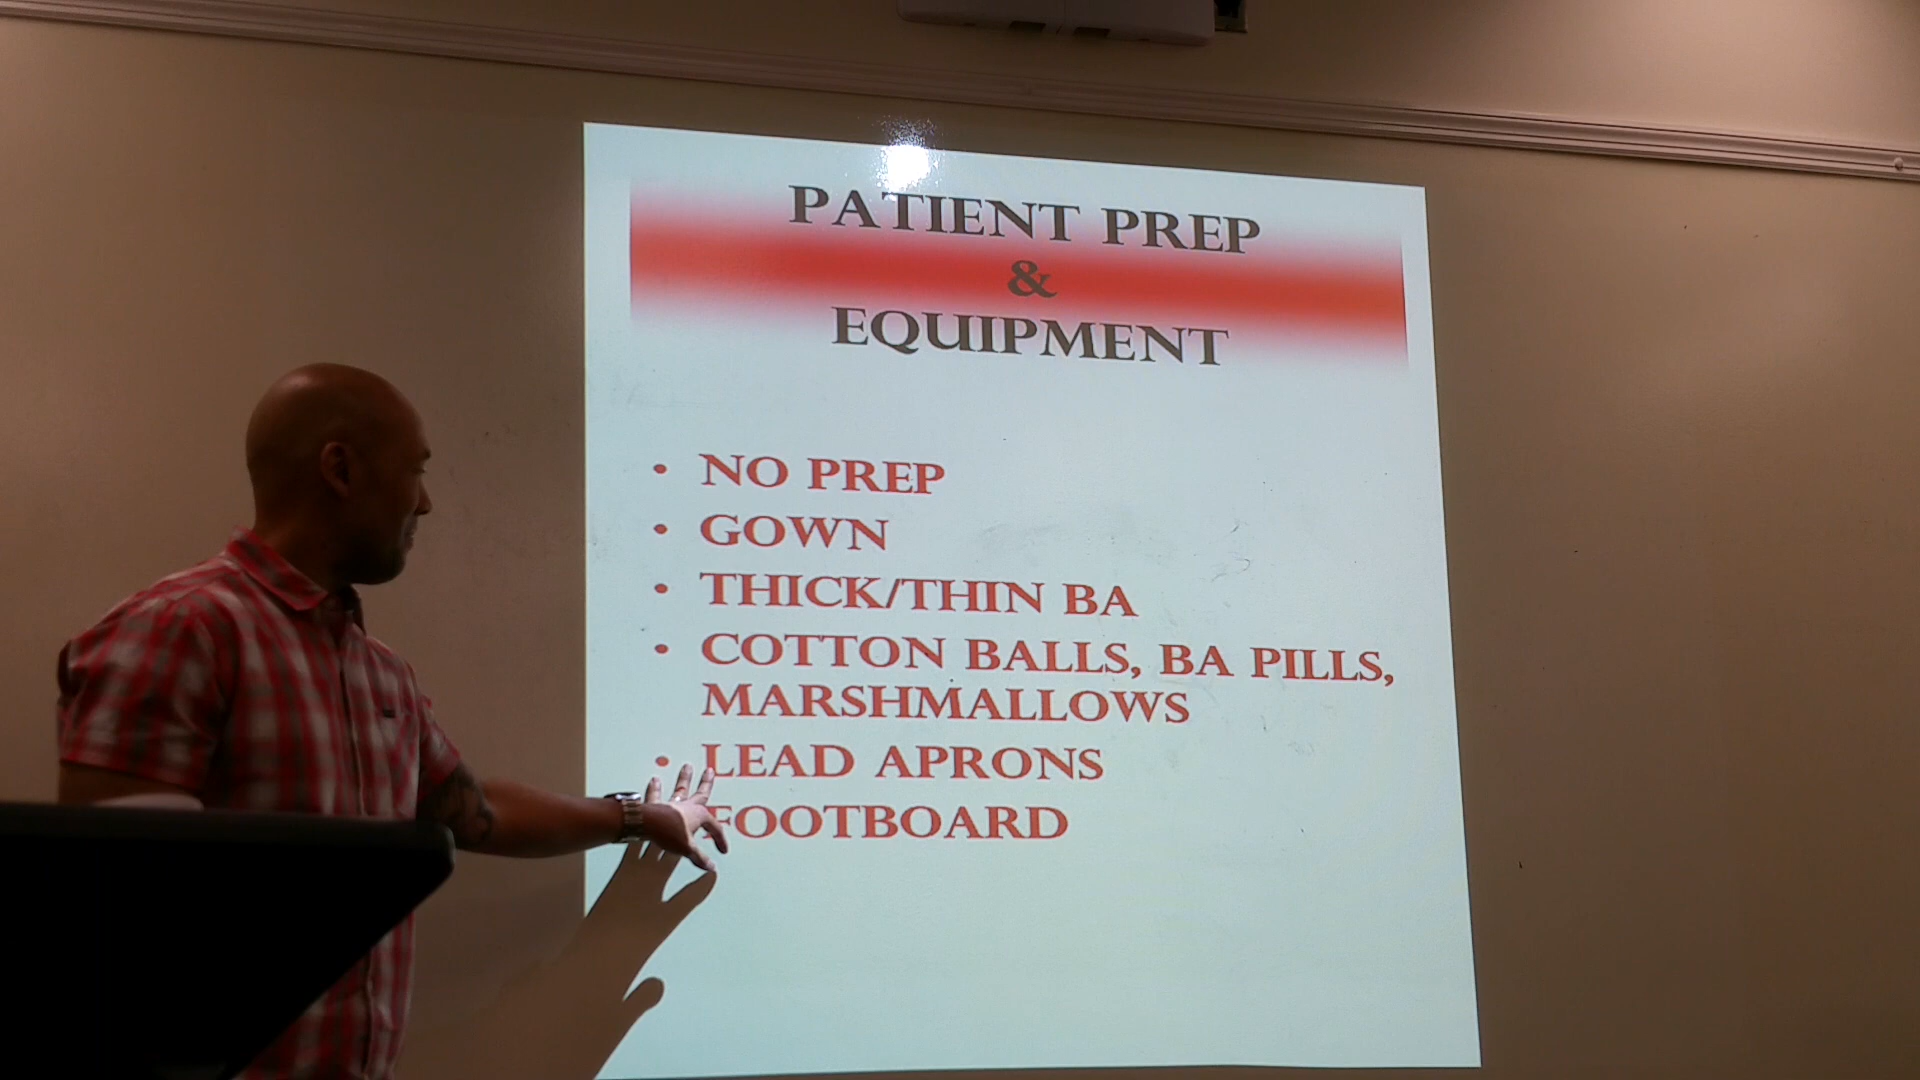 PATIENT PREP
&
EQUIPMENT
• NO PREP
• GOWN
• THICK/THIN BA
• COTTON BALLS, BA PILLS,
MARSHMALLOWS
• LEAD APRONS
FOOTBOARD